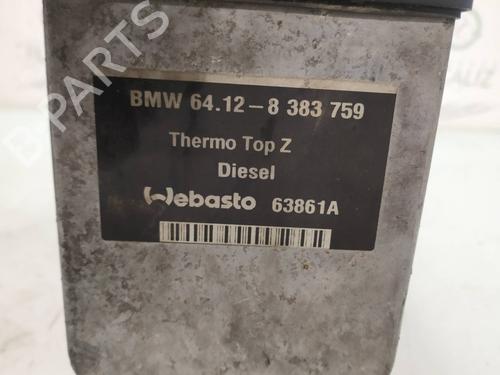 BMW 64.12-8 383 759
Thermo Top Z
Diesel
Webasto 63861A
B-PARTS